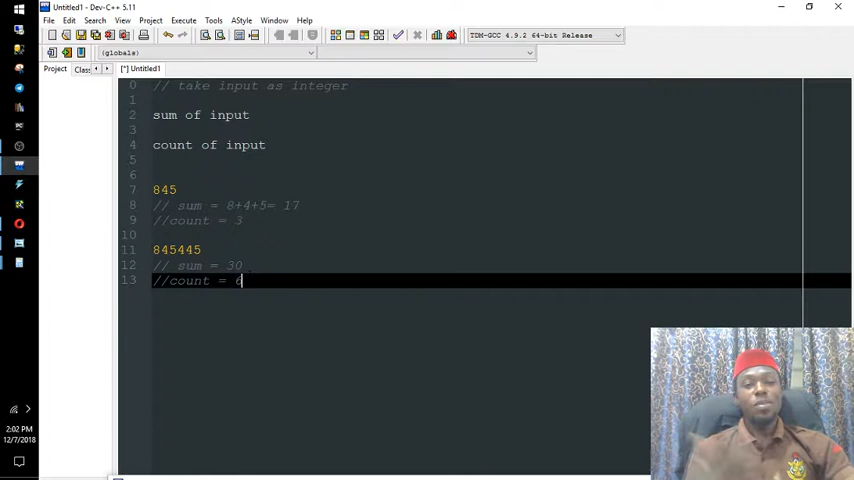 Untitled1 - Dev-C++ 5.11
File Edit Search View Project Execute Tools AStyle Window Help
TDM-GCC 4.9.2 64-bit Release
(globals)
Project Clas [*] Untitled1
0 // take input as integer
1
2 sum of input
3
4 count of input
5
6
7 845
8 // sum = 8+4+5= 17
9 //count = 3
10
11 845445
12 // sum = 30
13 //count = 6
2:02 PM
12/7/2018